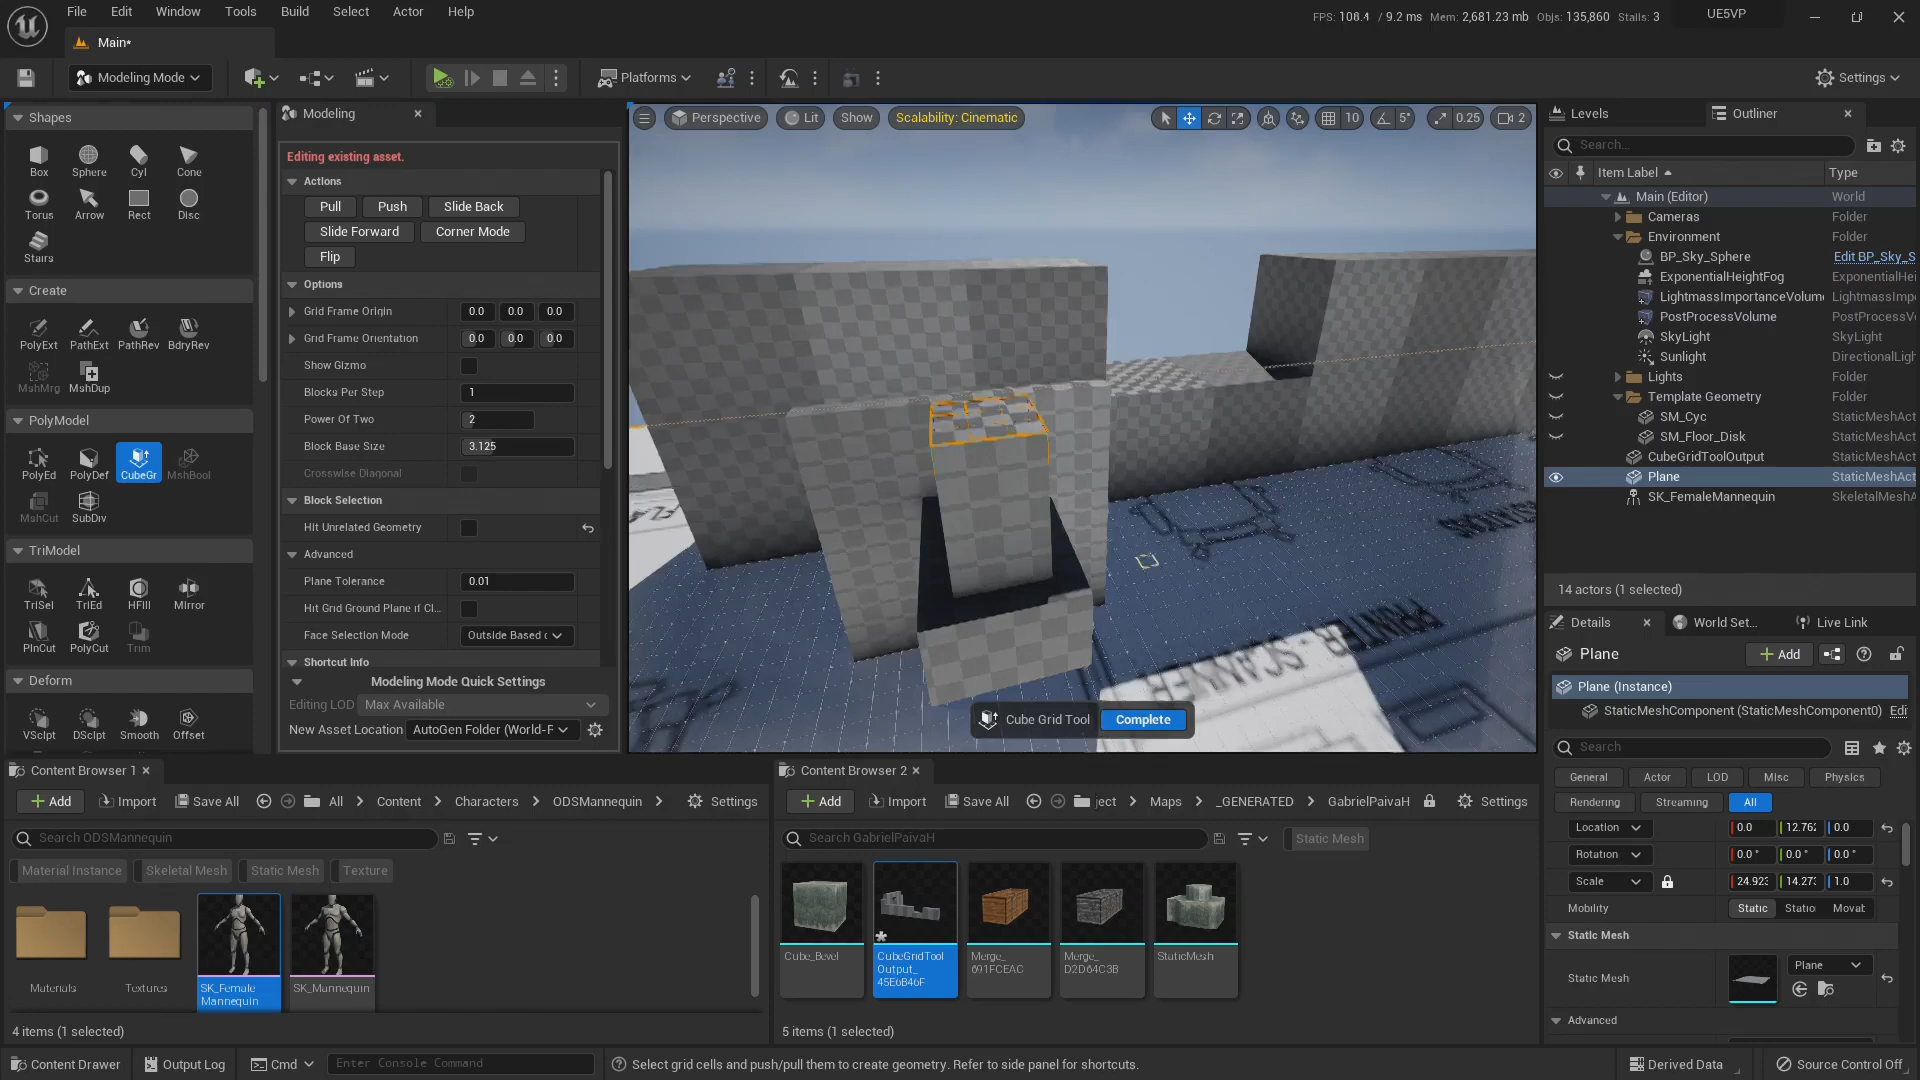 File Edit Window Tools Build Select Actor Help
FPS: 108.4 / 9.2 ms Mem: 2,681.23 mb Objs: 135,860 Stalls: 3 UE5VP
Main*
Modeling Mode Platforms Settings
Shapes
Box Sphere Cyl Cone
Torus Arrow Rect Disc
Stairs
Create
PolyExt PathExt PathRev BdryRev
MshMrg MshDup
PolyModel
PolyEd PolyDef CubeGr MshBool
MshCut SubDiv
TriModel
TriSel TriEd HFill Mirror
PlnCut PolyCut Trim
Deform
VSclpt DSclpt Smooth Offset
Modeling
Editing existing asset.
Actions
Pull Push Slide Back
Slide Forward Corner Mode
Flip
Options
Grid Frame Origin 0.0 0.0 0.0
Grid Frame Orientation 0.0 0.0 0.0
Show Gizmo
Blocks Per Step 1
Power Of Two 2
Block Base Size 3.125
Crosswise Diagonal
Block Selection
Hit Unrelated Geometry
Advanced
Plane Tolerance 0.01
Hit Grid Ground Plane if Cl...
Face Selection Mode Outside Based
Shortcut Info
Modeling Mode Quick Settings
Editing LOD Max Available
New Asset Location AutoGen Folder (World-F
Perspective Lit Show Scalability: Cinematic 10 5° 0.25 2
PRINTER - SCANNER
Cube Grid Tool Complete
Levels Outliner
Search...
Item Label Type
Main (Editor) World
Cameras Folder
Environment Folder
BP_Sky_Sphere Edit BP_Sky_S
ExponentialHeightFog ExponentialHei
LightmassImportanceVolum LightmassImp
PostProcessVolume PostProcessV
SkyLight SkyLight
Sunlight DirectionalLigh
Lights Folder
Template Geometry Folder
SM_Cyc StaticMeshAct
SM_Floor_Disk StaticMeshAct
CubeGridToolOutput StaticMeshAct
Plane StaticMeshAct
SK_FemaleMannequin SkeletalMeshA
14 actors (1 selected)
Details World Set... Live Link
Plane Add
Plane (Instance)
StaticMeshComponent (StaticMeshComponent0) Edi
Search
General Actor LOD Misc Physics
Rendering Streaming All
Location 0.0 12.762 0.0
Rotation 0.0 ° 0.0 ° 0.0 °
Scale 24.923 14.273 1.0
Mobility Static Statio Moval
Static Mesh
Static Mesh Plane
Advanced
Content Browser 1
Add Import Save All All Content Characters ODSMannequin Settings
Search ODSMannequin
Material Instance Skeletal Mesh Static Mesh Texture
Materials Textures SK_Female Mannequin SK_Mannequin
4 items (1 selected)
Content Browser 2
Add Import Save All ject Maps _GENERATED GabrielPaivaH Settings
Search GabrielPaivaH Static Mesh
Cube_Bevel CubeGridTool Output_ 45E6B46F Merge_ 691FCEAC Merge_ D2D64C3B StaticMesh
5 items (1 selected)
Content Drawer Output Log Cmd Enter Console Command Select grid cells and push/pull them to create geometry. Refer to side panel for shortcuts. Derived Data Source Control Off